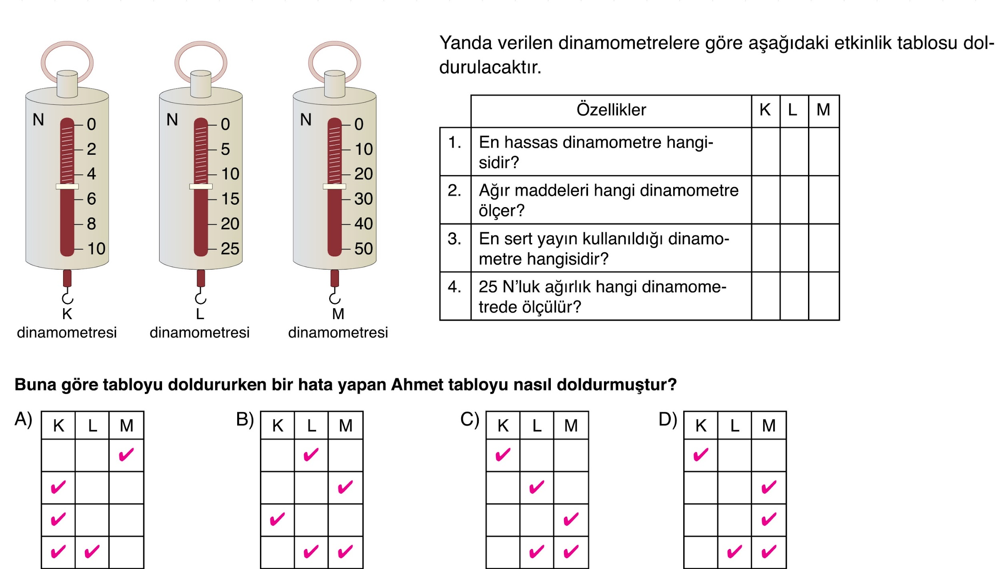 Yanda verilen dinamometrelere göre aşağıdaki etkinlik tablosu dol-
durulacaktır.
N
0
2
4
6
8
10
K
dinamometresi
N
0
5
10
15
20
25
L
dinamometresi
N
0
10
20
30
40
50
M
dinamometresi
Özellikler K L M
1. En hassas dinamometre hangi-
sidir?
2. Ağır maddeleri hangi dinamometre
ölçer?
3. En sert yayın kullanıldığı dinamo-
metre hangisidir?
4. 25 N’luk ağırlık hangi dinamome-
trede ölçülür?
Buna göre tabloyu doldururken bir hata yapan Ahmet tabloyu nasıl doldurmuştur?
A) K L M
✔
✔
✔
✔ ✔
B) K L M
✔
✔
✔
✔ ✔
C) K L M
✔
✔
✔
✔ ✔
D) K L M
✔
✔
✔
✔ ✔